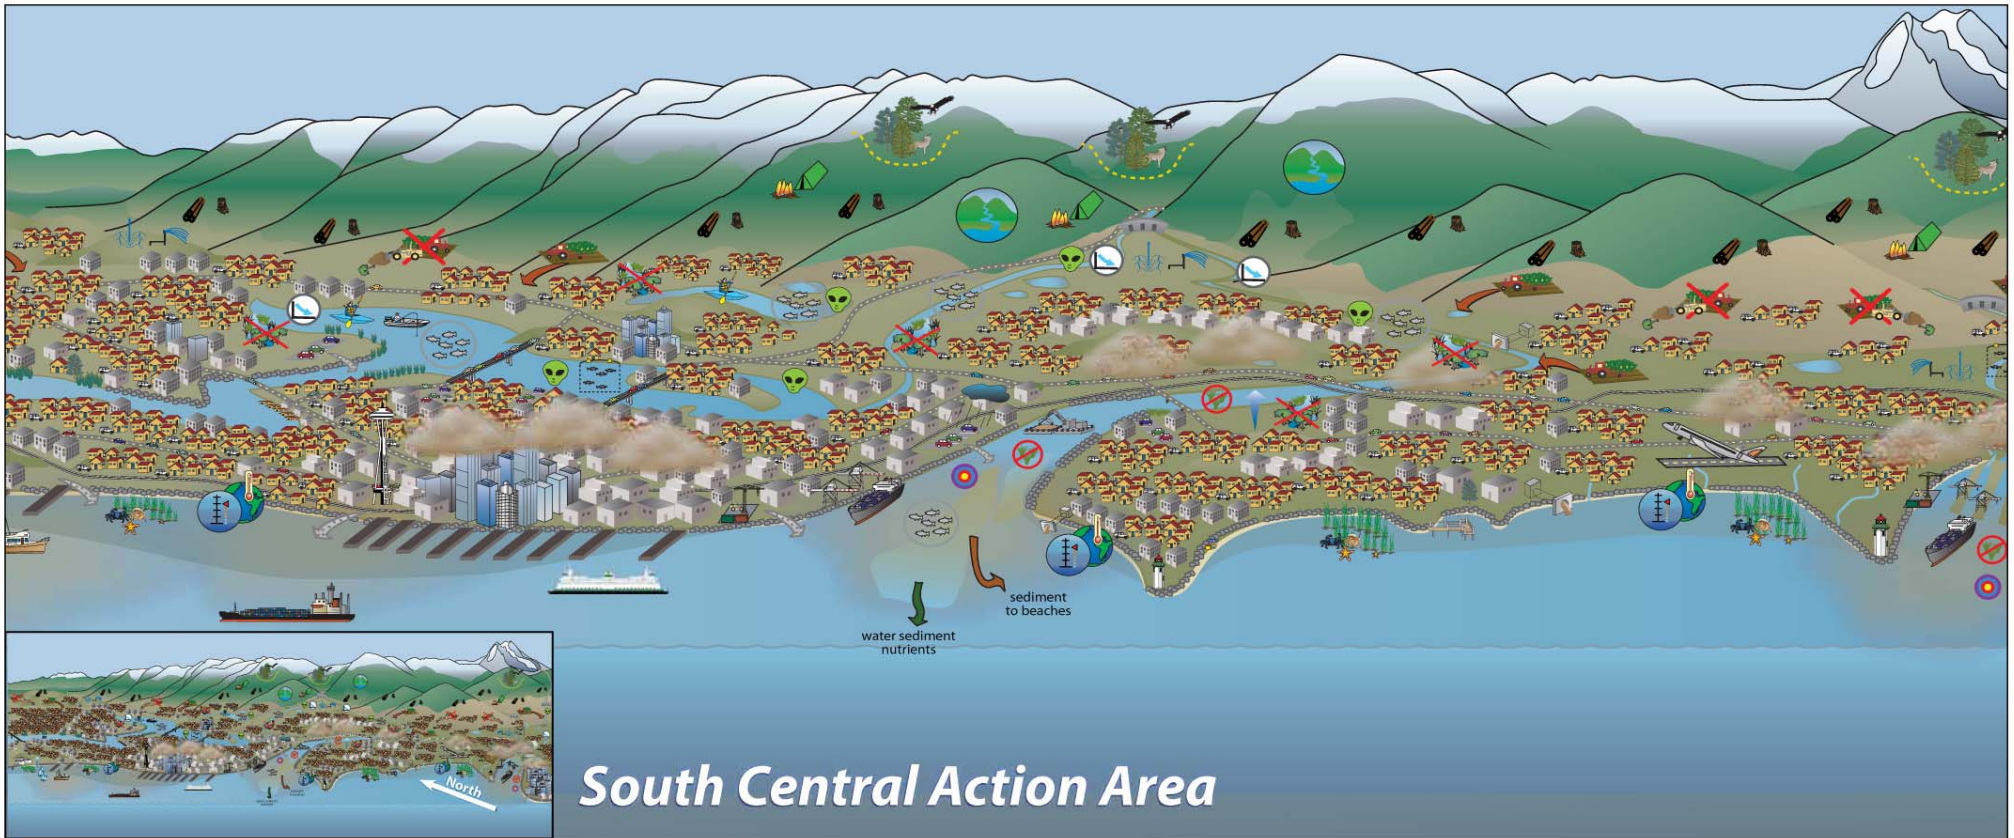 sediment
to beaches
water sediment
nutrients
North
South Central Action Area